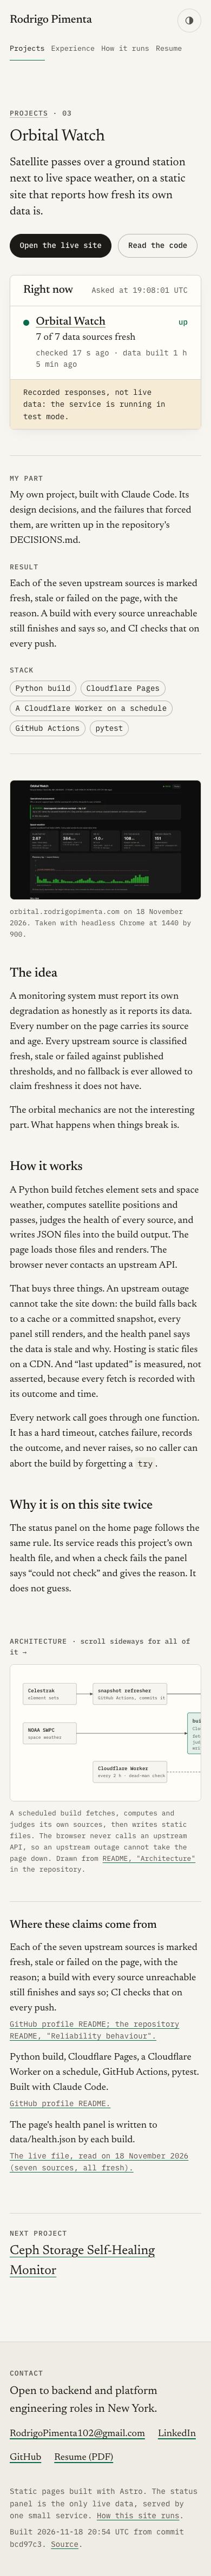 Rodrigo Pimenta
Projects Experience How it runs Resume
PROJECTS · 03
Orbital Watch
Satellite passes over a ground station
next to live space weather, on a static
site that reports how fresh its own
data is.
Open the live site Read the code
Right now Asked at 19:08:01 UTC
Orbital Watch up
7 of 7 data sources fresh
checked 17 s ago · data built 1 h
5 min ago
Recorded responses, not live
data: the service is running in
test mode.
MY PART
My own project, built with Claude Code. Its
design decisions, and the failures that forced
them, are written up in the repository's
DECISIONS.md.
RESULT
Each of the seven upstream sources is marked
fresh, stale or failed on the page, with the
reason. A build with every source unreachable
still finishes and says so, and CI checks that on
every push.
STACK
Python build Cloudflare Pages
A Cloudflare Worker on a schedule
GitHub Actions pytest
orbital.rodrigopimenta.com on 18 November
2026. Taken with headless Chrome at 1440 by
900.
The idea
A monitoring system must report its own
degradation as honestly as it reports its data.
Every number on the page carries its source
and age. Every upstream source is classified
fresh, stale or failed against published
thresholds, and no fallback is ever allowed to
claim freshness it does not have.
The orbital mechanics are not the interesting
part. What happens when things break is.
How it works
A Python build fetches element sets and space
weather, computes satellite positions and
passes, judges the health of every source, and
writes JSON files into the build output. The
page loads those files and renders. The
browser never contacts an upstream API.
That buys three things. An upstream outage
cannot take the site down: the build falls back
to a cache or a committed snapshot, every
panel still renders, and the health panel says
the data is stale and why. Hosting is static files
on a CDN. And “last updated” is measured, not
asserted, because every fetch is recorded with
its outcome and time.
Every network call goes through one function.
It has a hard timeout, catches failure, records
the outcome, and never raises, so no caller can
abort the build by forgetting a try.
Why it is on this site twice
The status panel on the home page follows the
same rule. Its service reads this project's own
health file, and when a check fails the panel
says “could not check” and gives the reason. It
does not guess.
ARCHITECTURE · scroll sideways for all of
it →
Celestrak
element sets
snapshot refresher
GitHub Actions, commits it
NOAA SWPC
space weather
Cloudflare Worker
every 2 h · dead-man check
A scheduled build fetches, computes and
judges its own sources, then writes static
files. The browser never calls an upstream
API, so an upstream outage cannot take the
page down. Drawn from README, "Architecture"
in the repository.
Where these claims come from
Each of the seven upstream sources is marked
fresh, stale or failed on the page, with the
reason; a build with every source unreachable
still finishes and says so; CI checks that on
every push.
GitHub profile README; the repository
README, "Reliability behaviour".
Python build, Cloudflare Pages, a Cloudflare
Worker on a schedule, GitHub Actions, pytest.
Built with Claude Code.
GitHub profile README.
The page's health panel is written to
data/health.json by each build.
The live file, read on 18 November 2026
(seven sources, all fresh).
NEXT PROJECT
Ceph Storage Self-Healing
Monitor
CONTACT
Open to backend and platform
engineering roles in New York.
RodrigoPimenta102@gmail.com LinkedIn
GitHub Resume (PDF)
Static pages built with Astro. The status
panel is the only live data, served by
one small service. How this site runs.
Built 2026-11-18 20:54 UTC from commit
bcd97c3. Source.